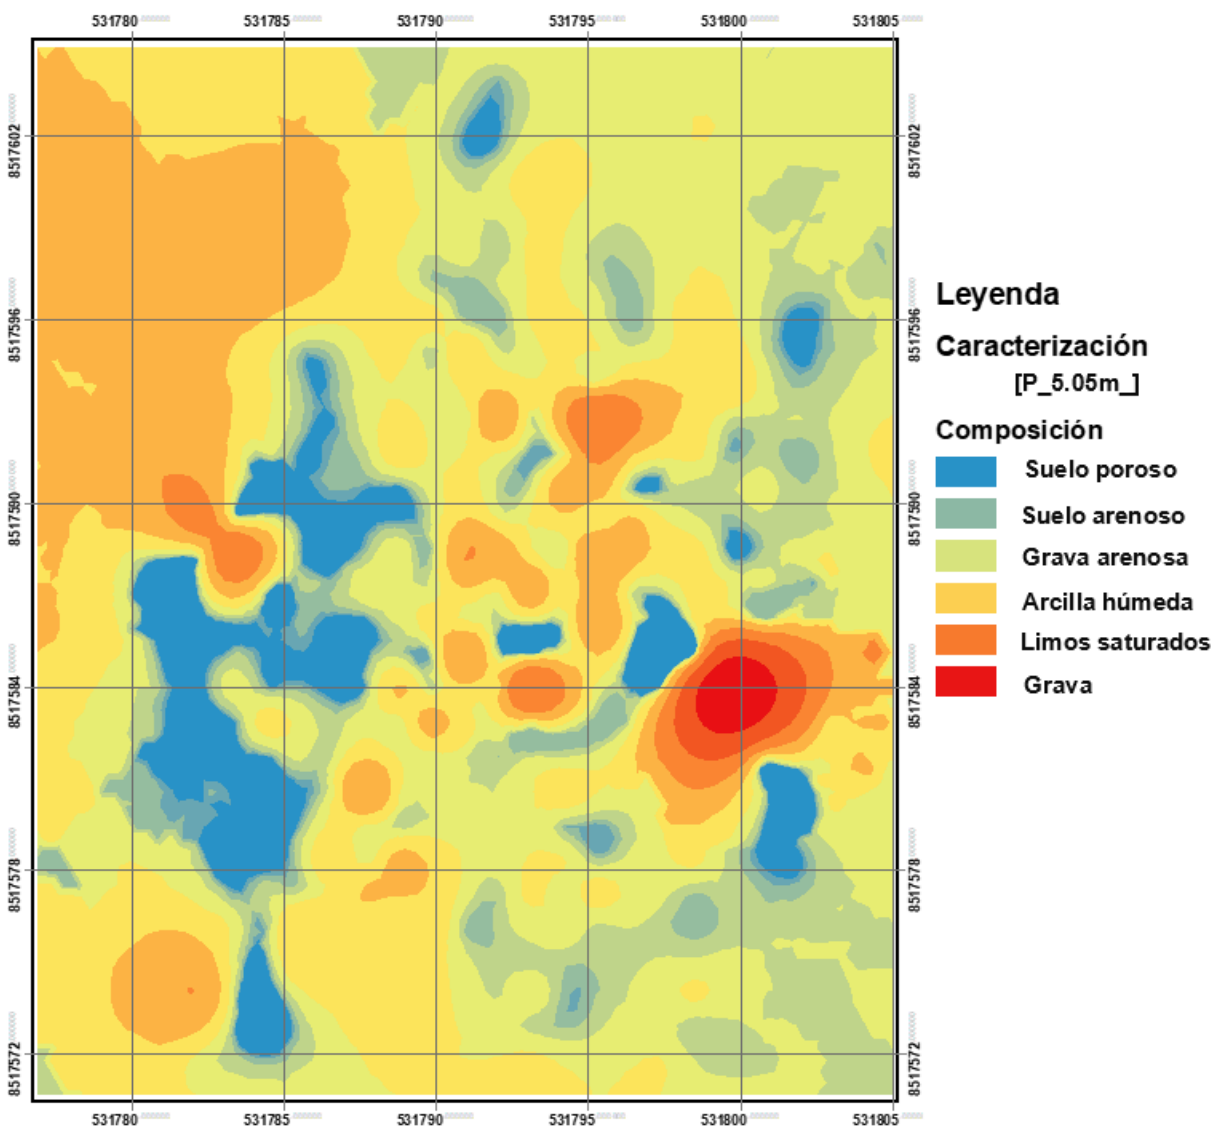 531780 531785 531790 531795 531800 531805
8517602 8517602
8517596 8517596
8517590 8517590
8517584 8517584
8517578 8517578
8517572 8517572
Leyenda
Caracterización
[P_5.05m_]
Composición
Suelo poroso
Suelo arenoso
Grava arenosa
Arcilla húmeda
Limos saturados
Grava
531780 531785 531790 531795 531800 531805